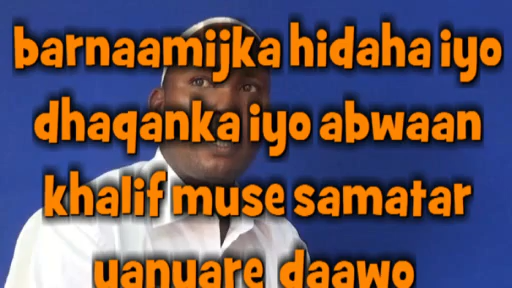 barnaamijka hidaha iyo
dhaqanka iyo abwaan
khalif muse samatar
yanyare daawo